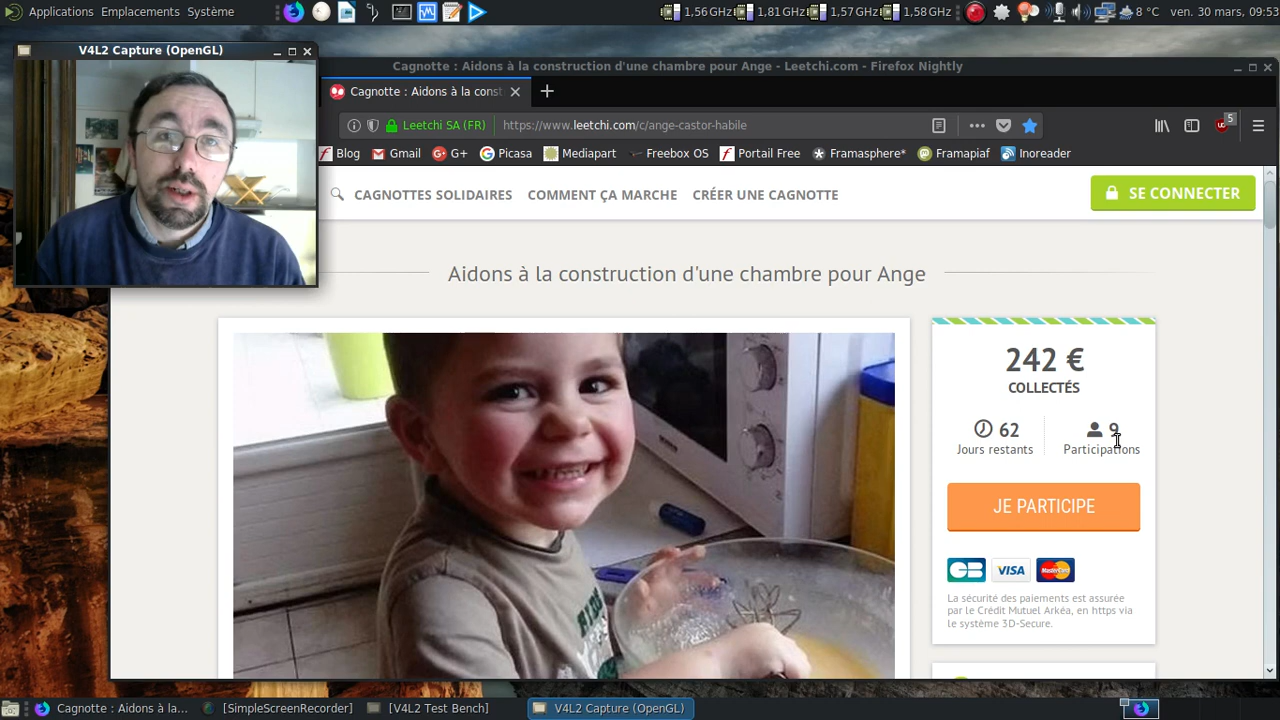 Applications Emplacements Système
1,56 GHz 1,81 GHz 1,57 GHz 1,58 GHz 8 °C ven. 30 mars, 09:53
V4L2 Capture (OpenGL)
Cagnotte : Aidons à la construction d'une chambre pour Ange - Leetchi.com - Firefox Nightly
Cagnotte : Aidons à la const
Leetchi SA (FR) https://www.leetchi.com/c/ange-castor-habile 5
Blog Gmail G+ Picasa Mediapart Freebox OS Portail Free Framasphère* Framapiaf Inoreader
CAGNOTTES SOLIDAIRES COMMENT ÇA MARCHE CRÉER UNE CAGNOTTE SE CONNECTER
Aidons à la construction d'une chambre pour Ange
242 €
COLLECTÉS
62 9
Jours restants Participations
JE PARTICIPE
CB VISA MasterCard
La sécurité des paiements est assurée
par le Crédit Mutuel Arkéa, en https via
le système 3D-Secure.
Cagnotte : Aidons à la... [SimpleScreenRecorder] [V4L2 Test Bench] V4L2 Capture (OpenGL)